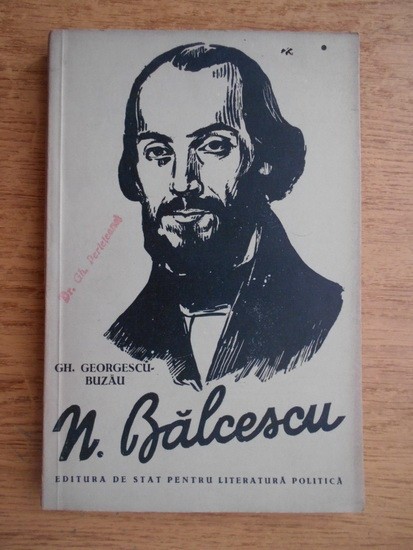 Dr. Gh. Perieteanu
GH. GEORGESCU-
BUZĂU
N. Bălcescu
EDITURA DE STAT PENTRU LITERATURĂ POLITICĂ